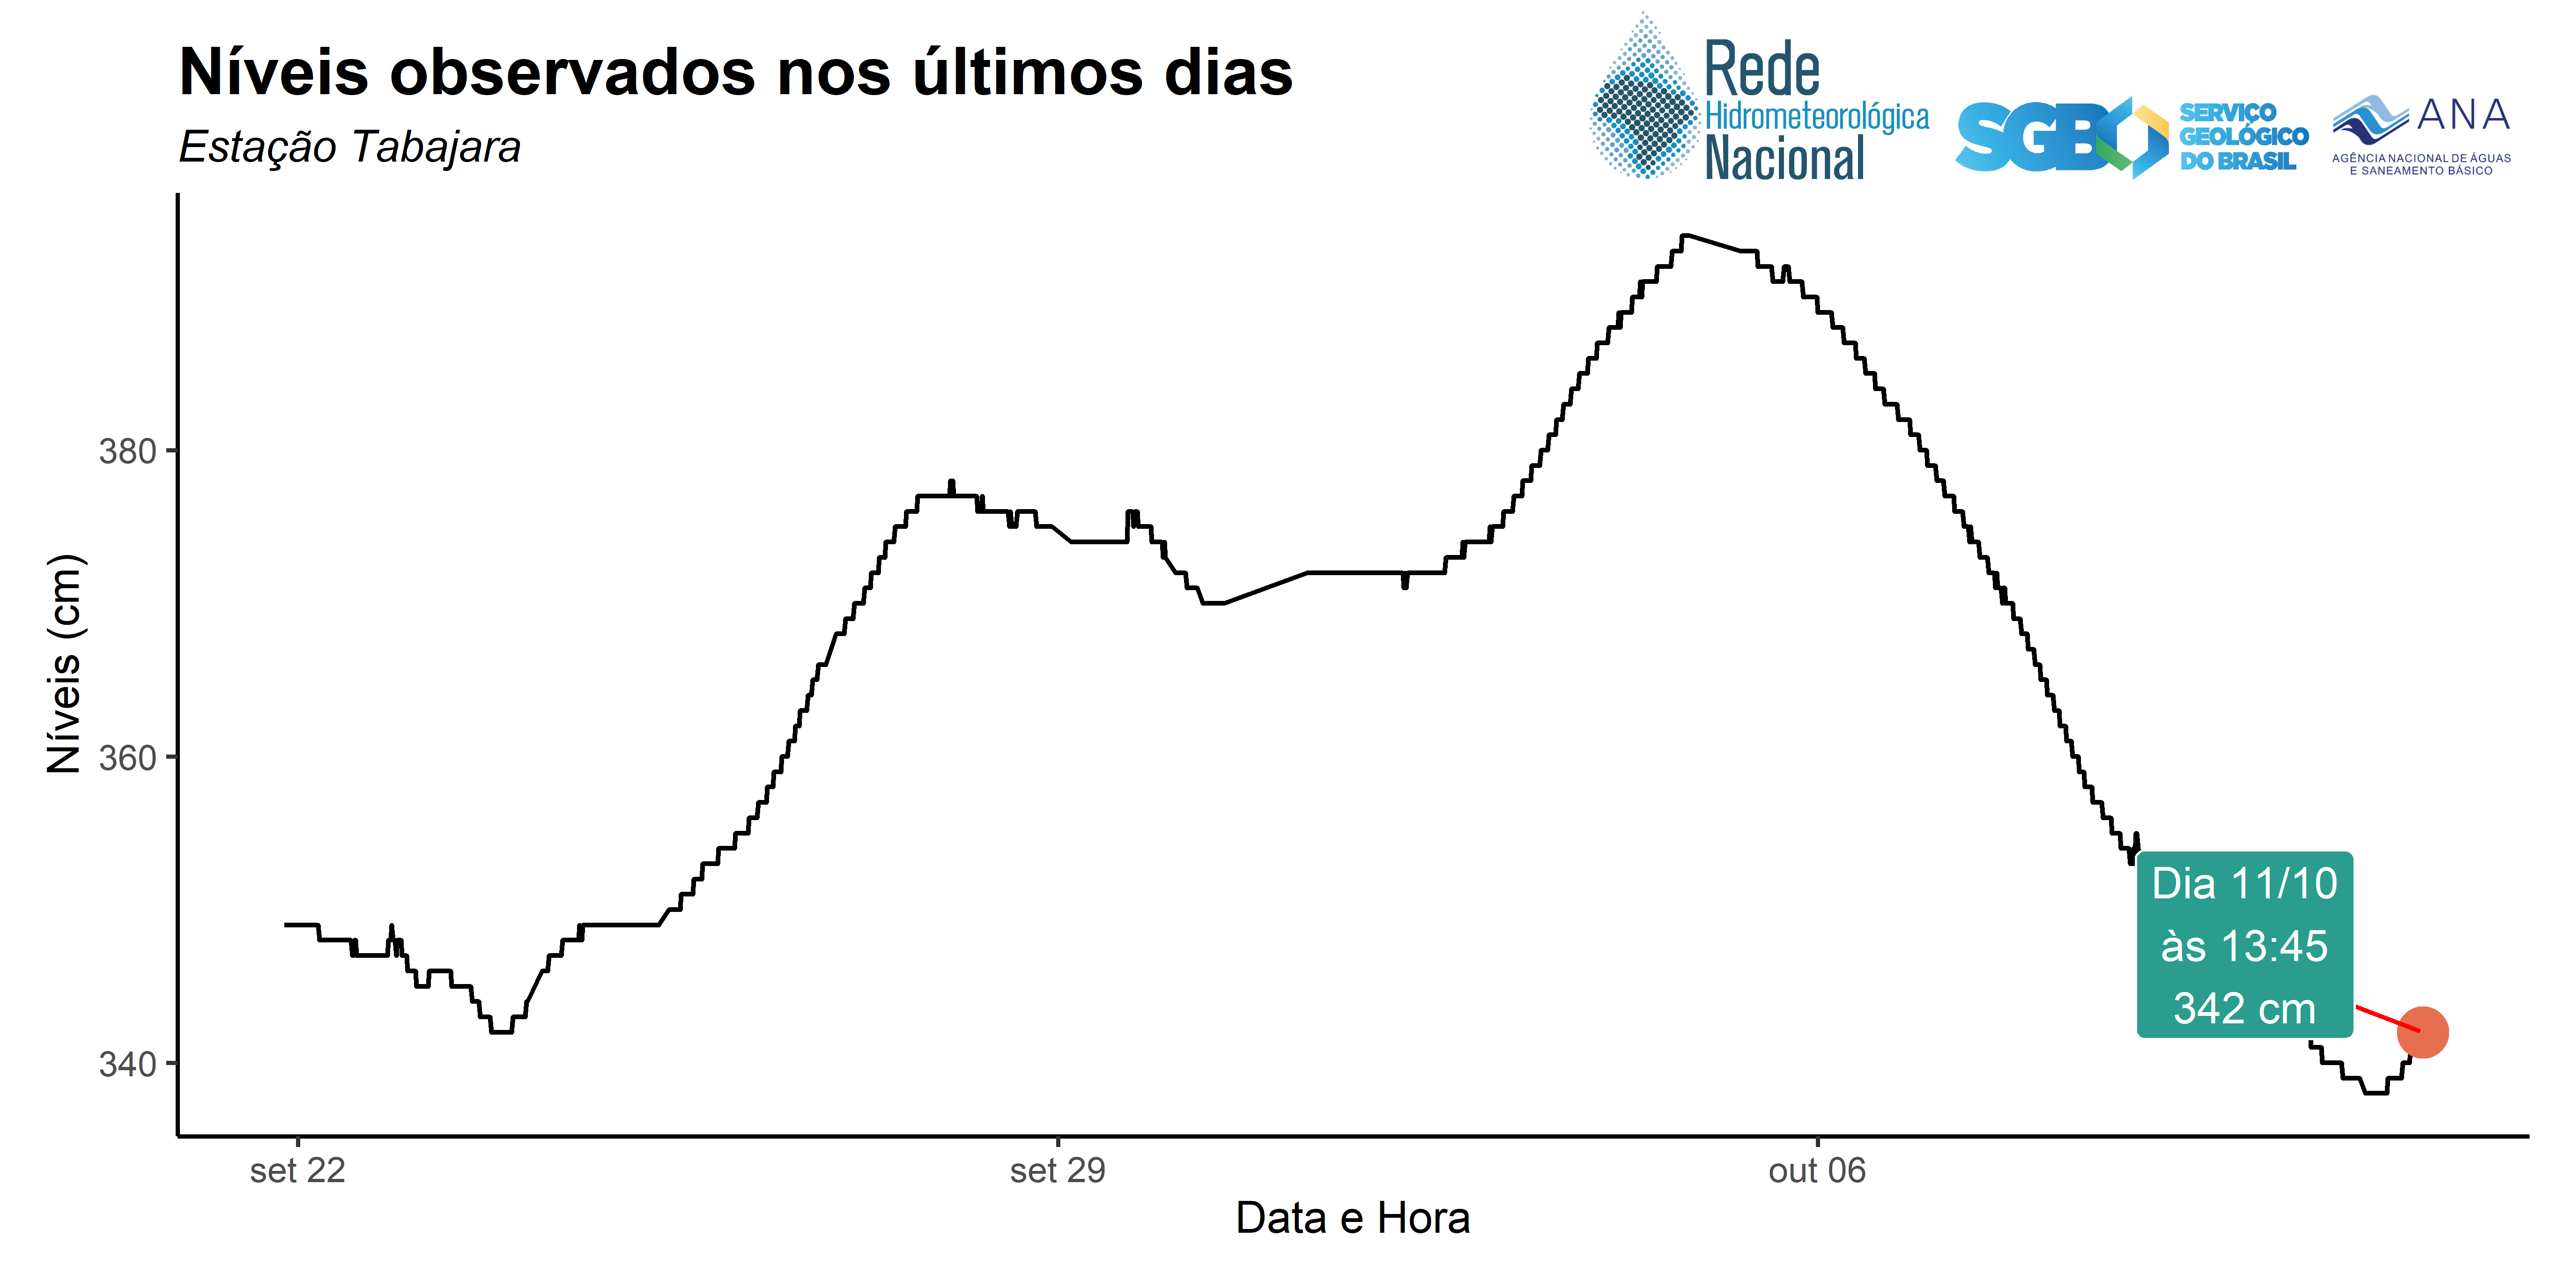 Níveis observados nos últimos dias
Estação Tabajara
Rede
Hidrometeorológica
Nacional
SGB
SERVIÇO
GEOLÓGICO
DO BRASIL
ANA
AGÊNCIA NACIONAL DE ÁGUAS
E SANEAMENTO BÁSICO
Níveis (cm)
380
360
340
Dia 11/10
às 13:45
342 cm
set 22
set 29
out 06
Data e Hora